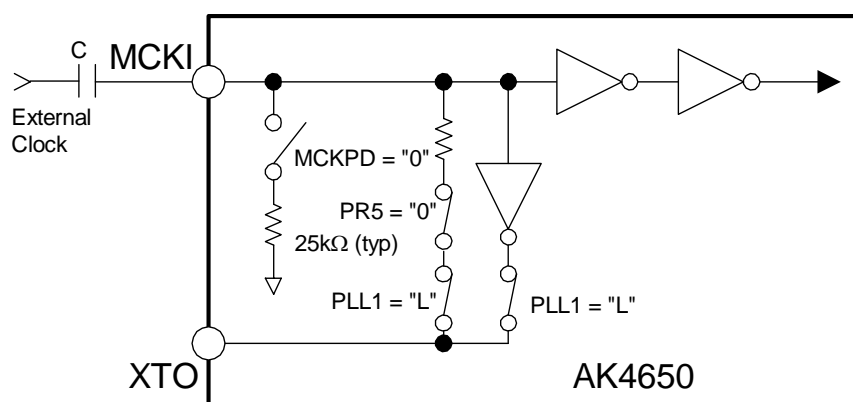 C
MCKI
External
Clock
MCKPD = "0"
PR5 = "0"
25kΩ (typ)
PLL1 = "L"
PLL1 = "L"
XTO
AK4650